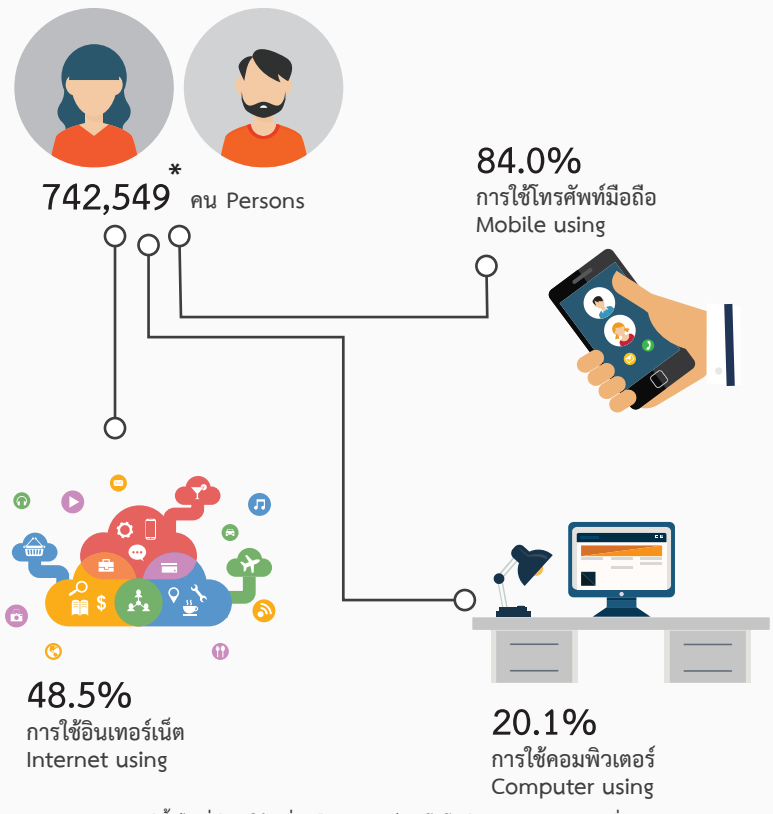 *
742,549 คน Persons
84.0%
การใช้โทรศัพท์มือถือ
Mobile using
$
48.5%
การใช้อินเทอร์เน็ต
Internet using
20.1%
การใช้คอมพิวเตอร์
Computer using